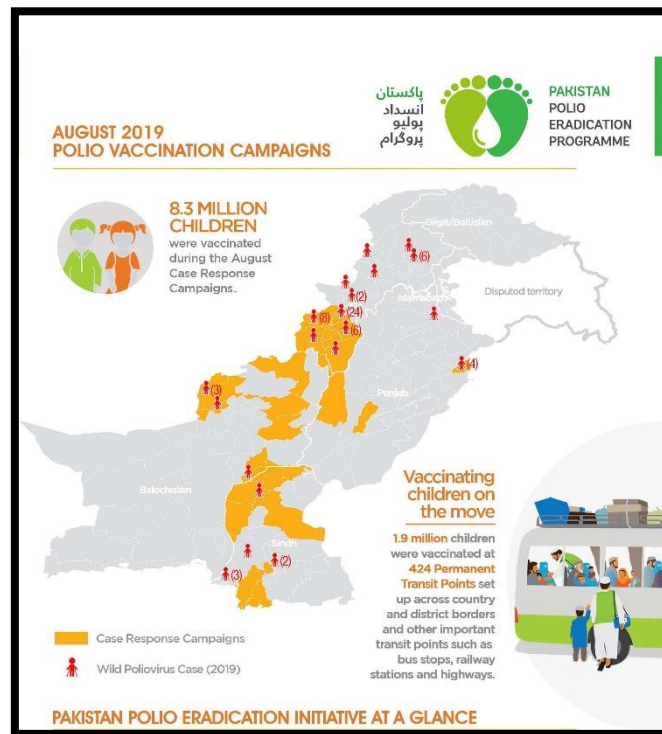 پاکستان
انسداد
پولیو
پروگرام
PAKISTAN
POLIO
ERADICATION
PROGRAMME
AUGUST 2019
POLIO VACCINATION CAMPAIGNS
8.3 MILLION
CHILDREN
were vaccinated
during the August
Case Response
Campaigns.
Gilgit/Baltistan
(6)
Disputed territory
(2)
Islamabad
(24)
(8)
(6)
(4)
Punjab
(3)
Balochistan
Sindh
(2)
(3)
Vaccinating
children on
the move
1.9 million children
were vaccinated at
424 Permanent
Transit Points set
up across country
and district borders
and other important
transit points such as
bus stops, railway
stations and highways.
Case Response Campaigns
Wild Poliovirus Case (2019)
PAKISTAN POLIO ERADICATION INITIATIVE AT A GLANCE